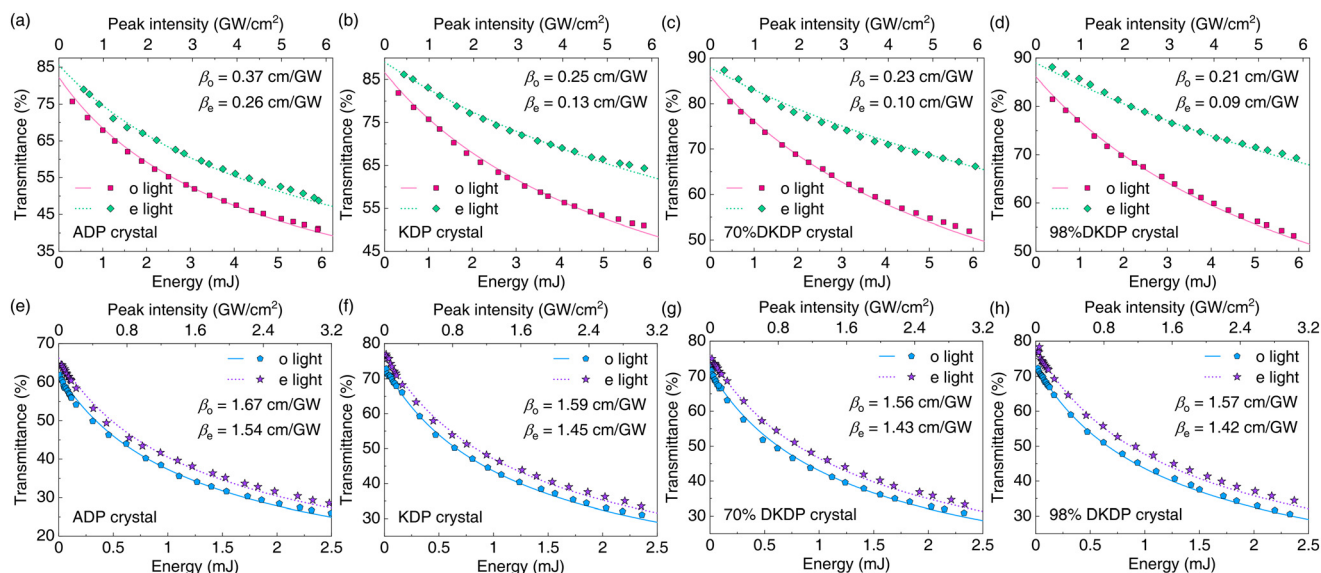 (a) Peak intensity (GW/cm²)
0 1 2 3 4 5 6
Transmittance (%)
85
75
65
55
45
35
βo = 0.37 cm/GW
βe = 0.26 cm/GW
o light
e light
ADP crystal
0 1 2 3 4 5 6
Energy (mJ)
(b) Peak intensity (GW/cm²)
0 1 2 3 4 5 6
Transmittance (%)
85
75
65
55
45
βo = 0.25 cm/GW
βe = 0.13 cm/GW
o light
e light
KDP crystal
0 1 2 3 4 5 6
Energy (mJ)
(c) Peak intensity (GW/cm²)
0 1 2 3 4 5 6
Transmittance (%)
90
80
70
60
50
βo = 0.23 cm/GW
βe = 0.10 cm/GW
o light
e light
70%DKDP crystal
0 1 2 3 4 5 6
Energy (mJ)
(d) Peak intensity (GW/cm²)
0 1 2 3 4 5 6
Transmittance (%)
90
80
70
60
50
βo = 0.21 cm/GW
βe = 0.09 cm/GW
o light
e light
98%DKDP crystal
0 1 2 3 4 5 6
Energy (mJ)
(e) Peak intensity (GW/cm²)
0 0.8 1.6 2.4 3.2
Transmittance (%)
70
60
50
40
30
20
o light
e light
βo = 1.67 cm/GW
βe = 1.54 cm/GW
ADP crystal
0 0.5 1 1.5 2 2.5
Energy (mJ)
(f) Peak intensity (GW/cm²)
0 0.8 1.6 2.4 3.2
Transmittance (%)
80
70
60
50
40
30
o light
e light
βo = 1.59 cm/GW
βe = 1.45 cm/GW
KDP crystal
0 0.5 1 1.5 2 2.5
Energy (mJ)
(g) Peak intensity (GW/cm²)
0 0.8 1.6 2.4 3.2
Transmittance (%)
80
70
60
50
40
30
o light
e light
βo = 1.56 cm/GW
βe = 1.43 cm/GW
70% DKDP crystal
0 0.5 1 1.5 2 2.5
Energy (mJ)
(h) Peak intensity (GW/cm²)
0 0.8 1.6 2.4 3.2
Transmittance (%)
80
70
60
50
40
30
o light
e light
βo = 1.57 cm/GW
βe = 1.42 cm/GW
98% DKDP crystal
0 0.5 1 1.5 2 2.5
Energy (mJ)